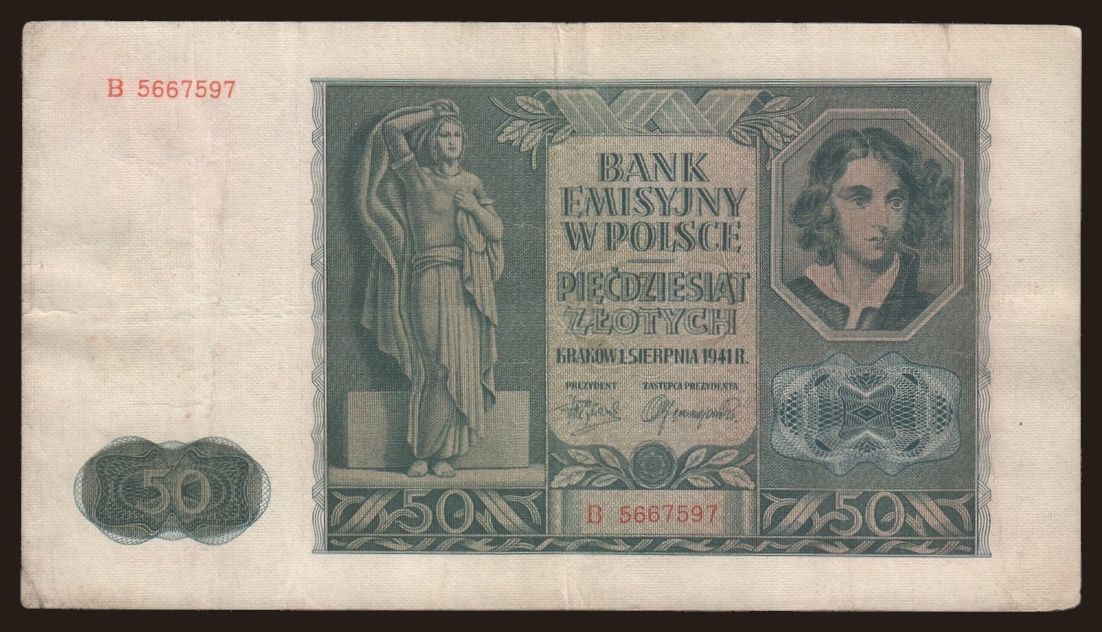 B 5667597
BANK
EMISYJNY
W POLSCE
PIĘĆDZIESIĄT
ZŁOTYCH
KRAKÓW 1. SIERPNIA 1941 R.
PREZYDENT ZASTĘPCA PREZYDENTA
50
50 B 5667597 50